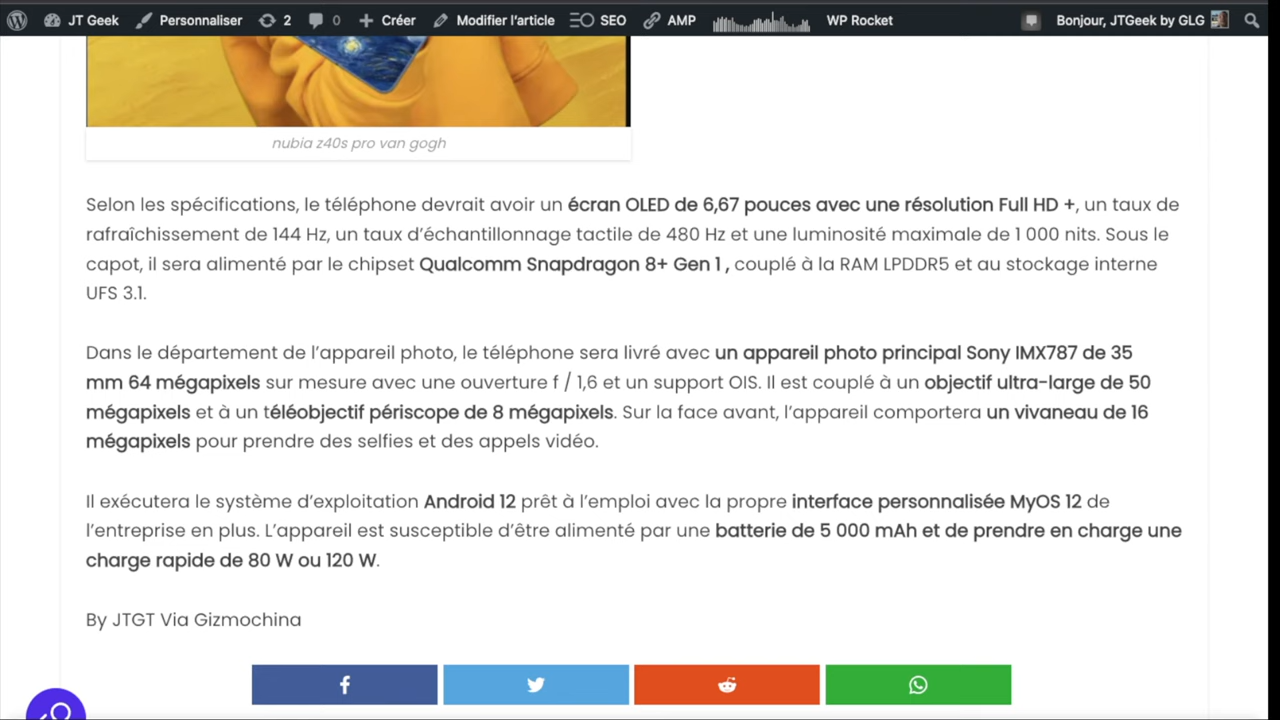 JT Geek Personnaliser 2 0 Créer Modifier l'article SEO AMP WP Rocket Bonjour, JTGeek by GLG
nubia z40s pro van gogh
Selon les spécifications, le téléphone devrait avoir un écran OLED de 6,67 pouces avec une résolution Full HD +, un taux de
rafraîchissement de 144 Hz, un taux d'échantillonnage tactile de 480 Hz et une luminosité maximale de 1 000 nits. Sous le
capot, il sera alimenté par le chipset Qualcomm Snapdragon 8+ Gen 1 , couplé à la RAM LPDDR5 et au stockage interne
UFS 3.1.
Dans le département de l'appareil photo, le téléphone sera livré avec un appareil photo principal Sony IMX787 de 35
mm 64 mégapixels sur mesure avec une ouverture f / 1,6 et un support OIS. Il est couplé à un objectif ultra-large de 50
mégapixels et à un téléobjectif périscope de 8 mégapixels. Sur la face avant, l'appareil comportera un vivaneau de 16
mégapixels pour prendre des selfies et des appels vidéo.
Il exécutera le système d'exploitation Android 12 prêt à l'emploi avec la propre interface personnalisée MyOS 12 de
l'entreprise en plus. L'appareil est susceptible d'être alimenté par une batterie de 5 000 mAh et de prendre en charge une
charge rapide de 80 W ou 120 W.
By JTGT Via Gizmochina